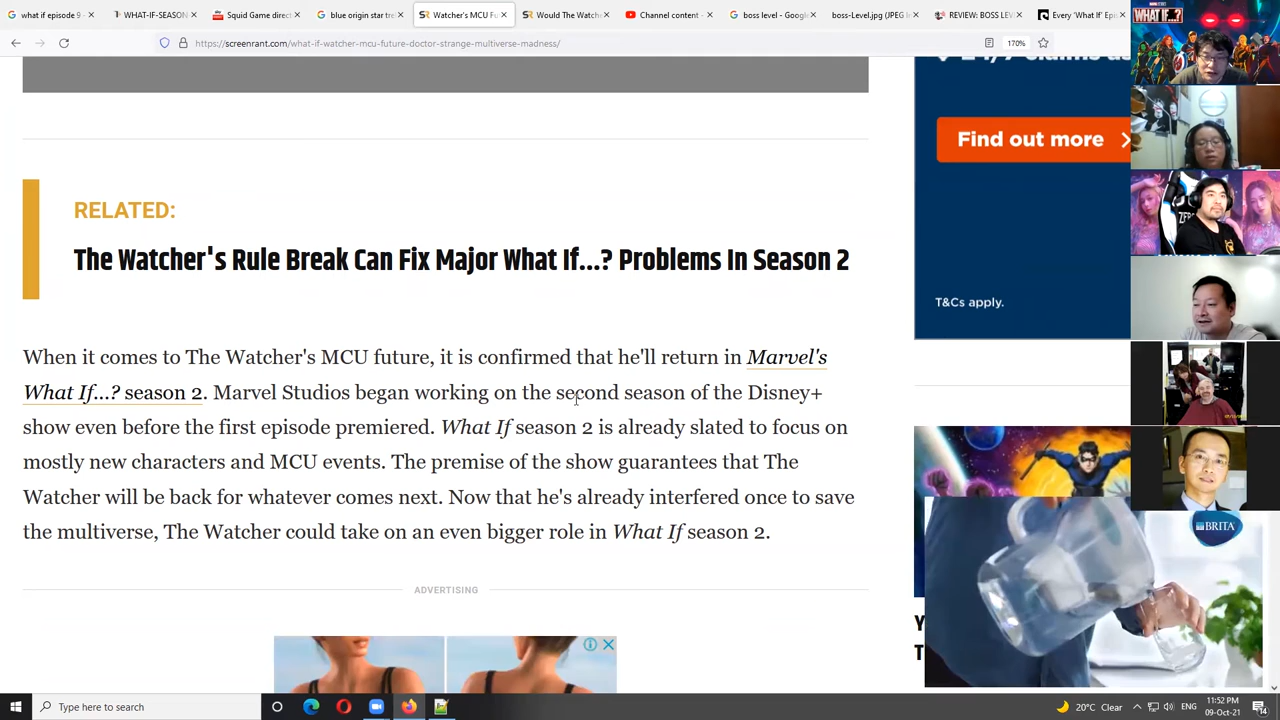 what if episode 9 -
WHAT-IF-SEASON
Squid Game direct
blue origin star tre
Watcher's MCU Fu
Would The Watche
Channel content -
boss level - Google
boss-Level.jpg (JPE
REVIEW: BOSS LEV
Every 'What If' Epi
https://screenrant.com/what-if-watcher-mcu-future-doctor-strange-multiverse-madness/
170%
WHAT IF...?
Find out more
RELATED:
The Watcher's Rule Break Can Fix Major What If...? Problems In Season 2
T&Cs apply.
When it comes to The Watcher's MCU future, it is confirmed that he'll return in Marvel's
What If...? season 2. Marvel Studios began working on the second season of the Disney+
show even before the first episode premiered. What If season 2 is already slated to focus on
mostly new characters and MCU events. The premise of the show guarantees that The
Watcher will be back for whatever comes next. Now that he's already interfered once to save
the multiverse, The Watcher could take on an even bigger role in What If season 2.
BRITA
ADVERTISING
Type here to search
20°C Clear
ENG
11:52 PM
09-Oct-21
14